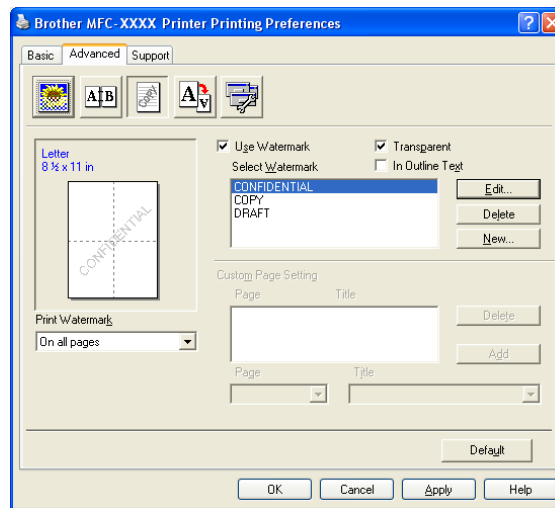 Brother MFC-XXXX Printer Printing Preferences
Basic
Advanced
Support
A B
Copy
A
V
Letter
8 ½ x 11 in
CONFIDENTIAL
Print Watermark
On all pages
Use Watermark
Transparent
Select Watermark
In Outline Text
CONFIDENTIAL
COPY
DRAFT
Edit...
Delete
New...
Custom Page Setting
Page Title
Delete
Add
Page Title
Default
OK
Cancel
Apply
Help